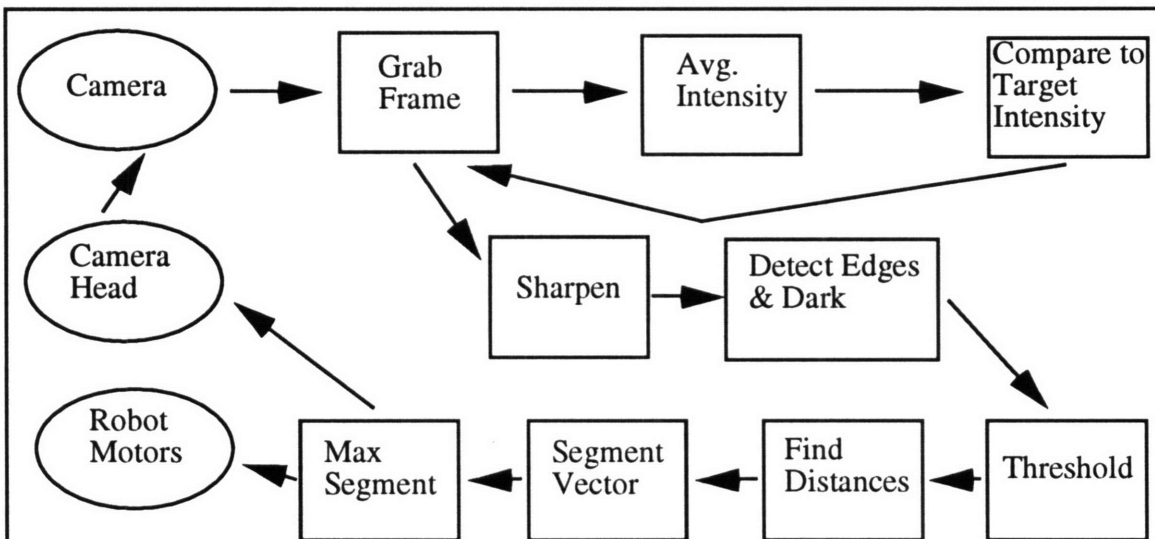 Camera
Grab
Frame
Avg.
Intensity
Compare to
Target
Intensity
Camera
Head
Sharpen
Detect Edges
& Dark
Robot
Motors
Max
Segment
Segment
Vector
Find
Distances
Threshold